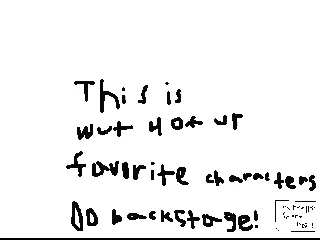 This is
wut 4 of ur
favorite characters
DO backstage!